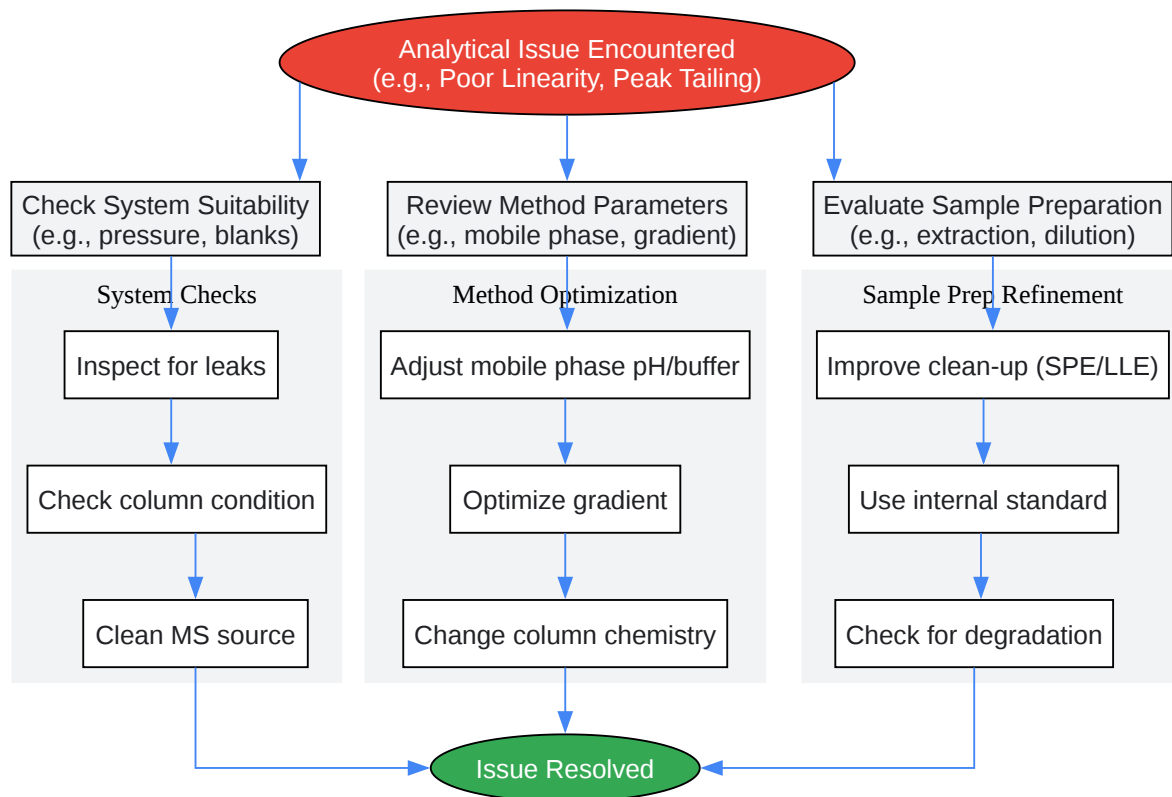 Analytical Issue Encountered
(e.g., Poor Linearity, Peak Tailing)
Check System Suitability
(e.g., pressure, blanks)
Review Method Parameters
(e.g., mobile phase, gradient)
Evaluate Sample Preparation
(e.g., extraction, dilution)
System Checks
Inspect for leaks
Check column condition
Clean MS source
Method Optimization
Adjust mobile phase pH/buffer
Optimize gradient
Change column chemistry
Sample Prep Refinement
Improve clean-up (SPE/LLE)
Use internal standard
Check for degradation
Issue Resolved